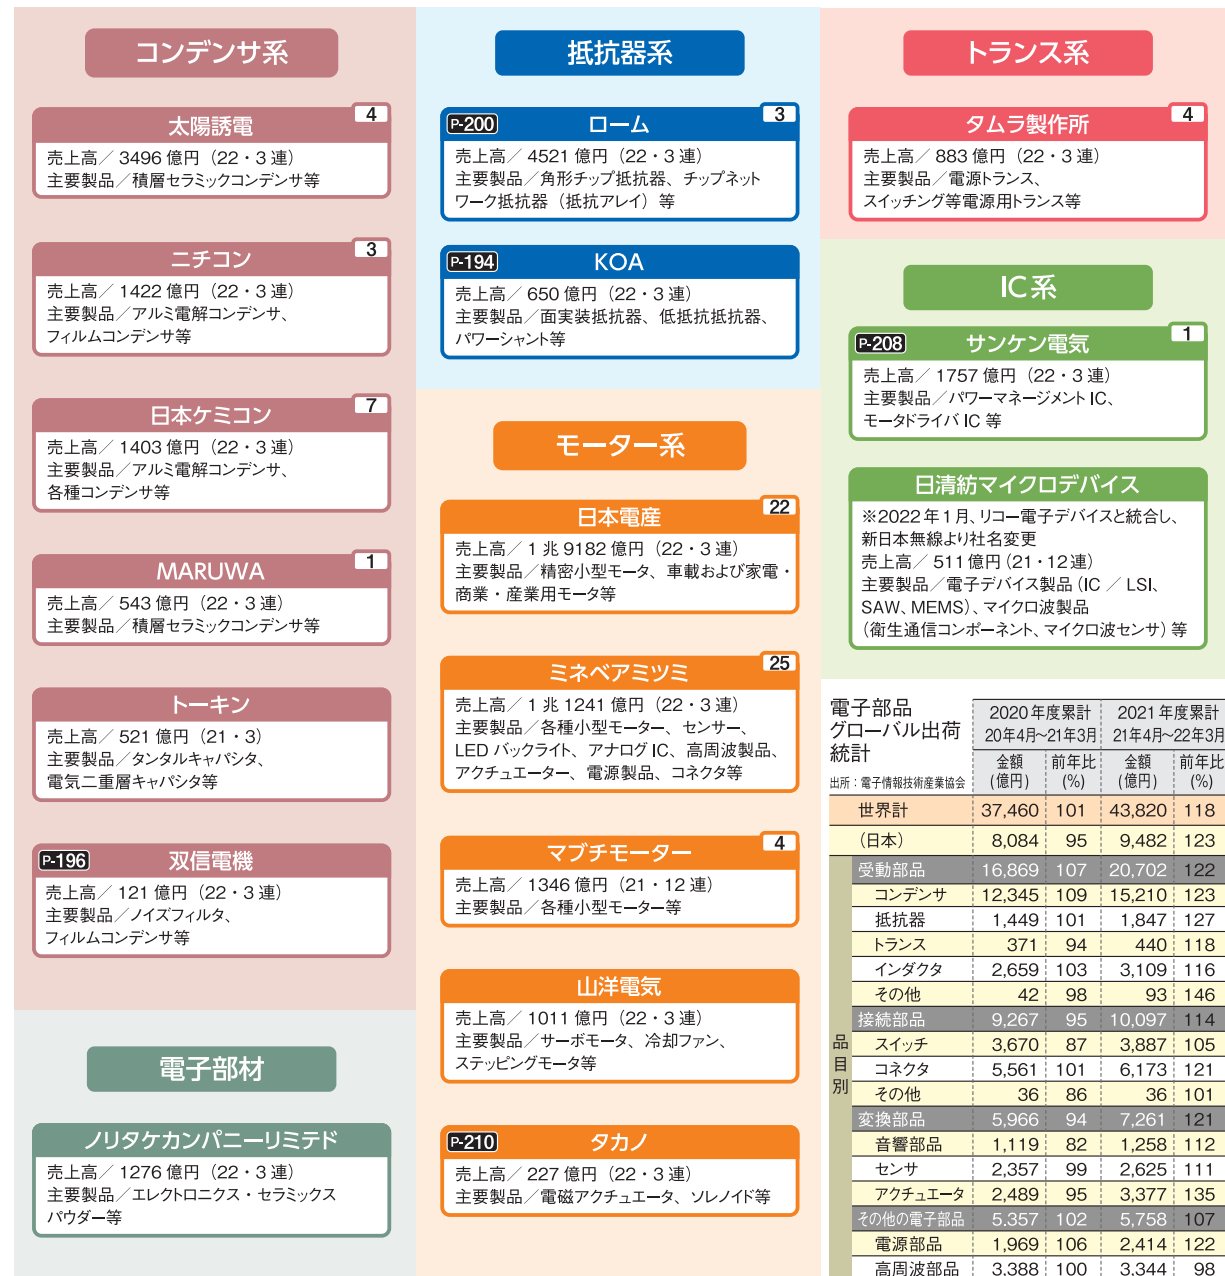 コンデンサ系
太陽誘電
4
売上高／3496億円（22・3連）
主要製品／積層セラミックコンデンサ等
ニチコン
3
売上高／1422億円（22・3連）
主要製品／アルミ電解コンデンサ、
フィルムコンデンサ等
日本ケミコン
7
売上高／1403億円（22・3連）
主要製品／アルミ電解コンデンサ、
各種コンデンサ等
MARUWA
1
売上高／543億円（22・3連）
主要製品／積層セラミックコンデンサ等
トーキン
売上高／521億円（21・3）
主要製品／タンタルキャパシタ、
電気二重層キャパシタ等
P-196 双信電機
売上高／121億円（22・3連）
主要製品／ノイズフィルタ、
フィルムコンデンサ等
電子部材
ノリタケカンパニーリミテド
売上高／1276億円（22・3連）
主要製品／エレクトロニクス・セラミックス
パウダー等
抵抗器系
P-200 ローム
3
売上高／4521億円（22・3連）
主要製品／角形チップ抵抗器、チップネット
ワーク抵抗器（抵抗アレイ）等
P-194 KOA
売上高／650億円（22・3連）
主要製品／面実装抵抗器、低抵抗抵抗器、
パワーシャント等
モーター系
日本電産
22
売上高／1兆9182億円（22・3連）
主要製品／精密小型モータ、車載および家電・
商業・産業用モータ等
ミネベアミツミ
25
売上高／1兆1241億円（22・3連）
主要製品／各種小型モーター、センサー、
LEDバックライト、アナログIC、高周波製品、
アクチュエーター、電源製品、コネクタ等
マブチモーター
4
売上高／1346億円（21・12連）
主要製品／各種小型モーター等
山洋電気
売上高／1011億円（22・3連）
主要製品／サーボモータ、冷却ファン、
ステッピングモータ等
P-210 タカノ
売上高／227億円（22・3連）
主要製品／電磁アクチュエータ、ソレノイド等
トランス系
タムラ製作所
4
売上高／883億円（22・3連）
主要製品／電源トランス、
スイッチング等電源用トランス等
IC系
P-208 サンケン電気
1
売上高／1757億円（22・3連）
主要製品／パワーマネージメントIC、
モータドライバIC等
日清紡マイクロデバイス
※2022年1月、リコー電子デバイスと統合し、
新日本無線より社名変更
売上高／511億円（21・12連）
主要製品／電子デバイス製品（IC／LSI、
SAW、MEMS）、マイクロ波製品
（衛生通信コンポーネント、マイクロ波センサ）等
電子部品
グローバル出荷
統計
出所：電子情報技術産業協会
2020年度累計 2021年度累計
20年4月〜21年3月 21年4月〜22年3月
金額 前年比 金額 前年比
（億円） （%） （億円） （%）
世界計 37,460 101 43,820 118
（日本） 8,084 95 9,482 123
品目別
受動部品 16,869 107 20,702 122
コンデンサ 12,345 109 15,210 123
抵抗器 1,449 101 1,847 127
トランス 371 94 440 118
インダクタ 2,659 103 3,109 116
その他 42 98 93 146
接続部品 9,267 95 10,097 114
スイッチ 3,670 87 3,887 105
コネクタ 5,561 101 6,173 121
その他 36 86 36 101
変換部品 5,966 94 7,261 121
音響部品 1,119 82 1,258 112
センサ 2,357 99 2,625 111
アクチュエータ 2,489 95 3,377 135
その他の電子部品 5,357 102 5,758 107
電源部品 1,969 106 2,414 122
高周波部品 3,388 100 3,344 98